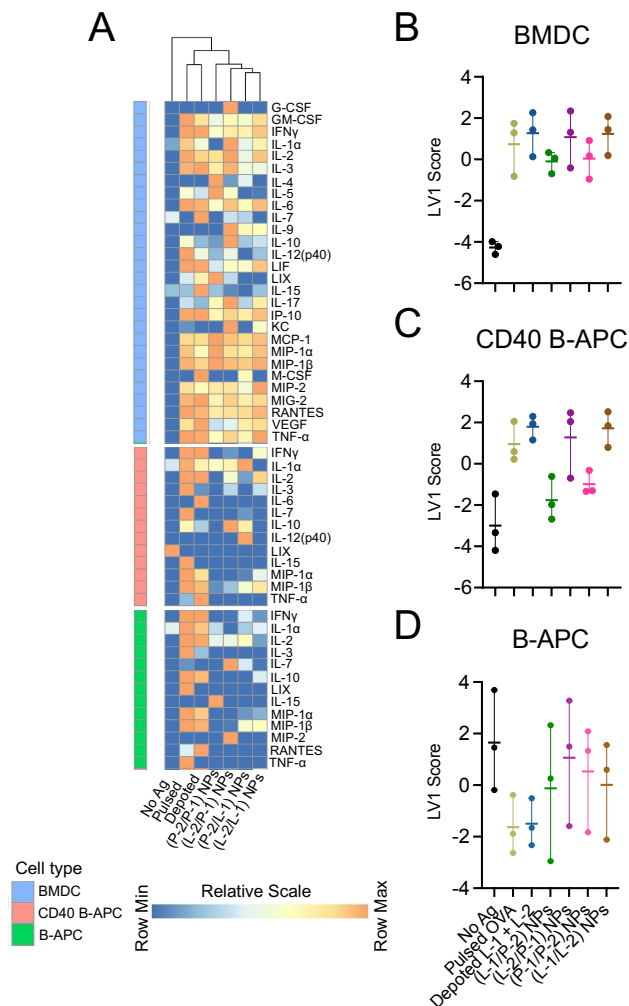 A
G-CSF
GM-CSF
IFNγ
IL-1α
IL-2
IL-3
IL-4
IL-5
IL-6
IL-7
IL-9
IL-10
IL-12(p40)
LIF
LIX
IL-15
IL-17
IP-10
KC
MCP-1
MIP-1α
MIP-1β
M-CSF
MIP-2
MIG-2
RANTES
VEGF
TNF-α
IFNγ
IL-1α
IL-2
IL-3
IL-6
IL-7
IL-10
IL-12(p40)
LIX
IL-15
MIP-1α
MIP-1β
TNF-α
IFNγ
IL-1α
IL-2
IL-3
IL-7
IL-10
LIX
IL-15
MIP-1α
MIP-1β
MIP-2
RANTES
TNF-α
No Ag
Pulsed
Depoted
(P-2/P-1) NPs
(L-2/P-1) NPs
(P-2/L-1) NPs
(L-2/L-1) NPs
Cell type
BMDC
CD40 B-APC
B-APC
Row Min
Relative Scale
Row Max
B
BMDC
LV1 Score
4
2
0
-2
-4
-6
C
CD40 B-APC
LV1 Score
4
2
0
-2
-4
-6
D
B-APC
LV1 Score
4
2
0
-2
-4
No Ag
Pulsed OVA
Depoted L-1 + L-2
(L-1/P-2) NPs
(L-2/P-1) NPs
(P-1/P-2) NPs
(L-1/L-2) NPs